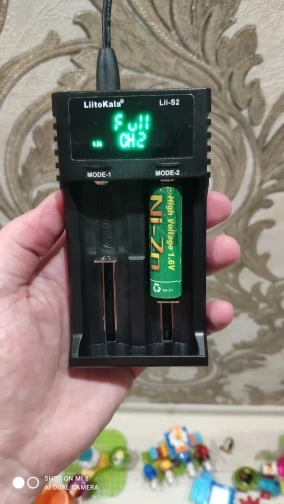 LiitoKala® Lii-S2
Full
CH2
MODE-1 MODE-2
High Voltage 1.6V
Ni-Zn
SHOT ON MI 8
AI DUAL CAMERA